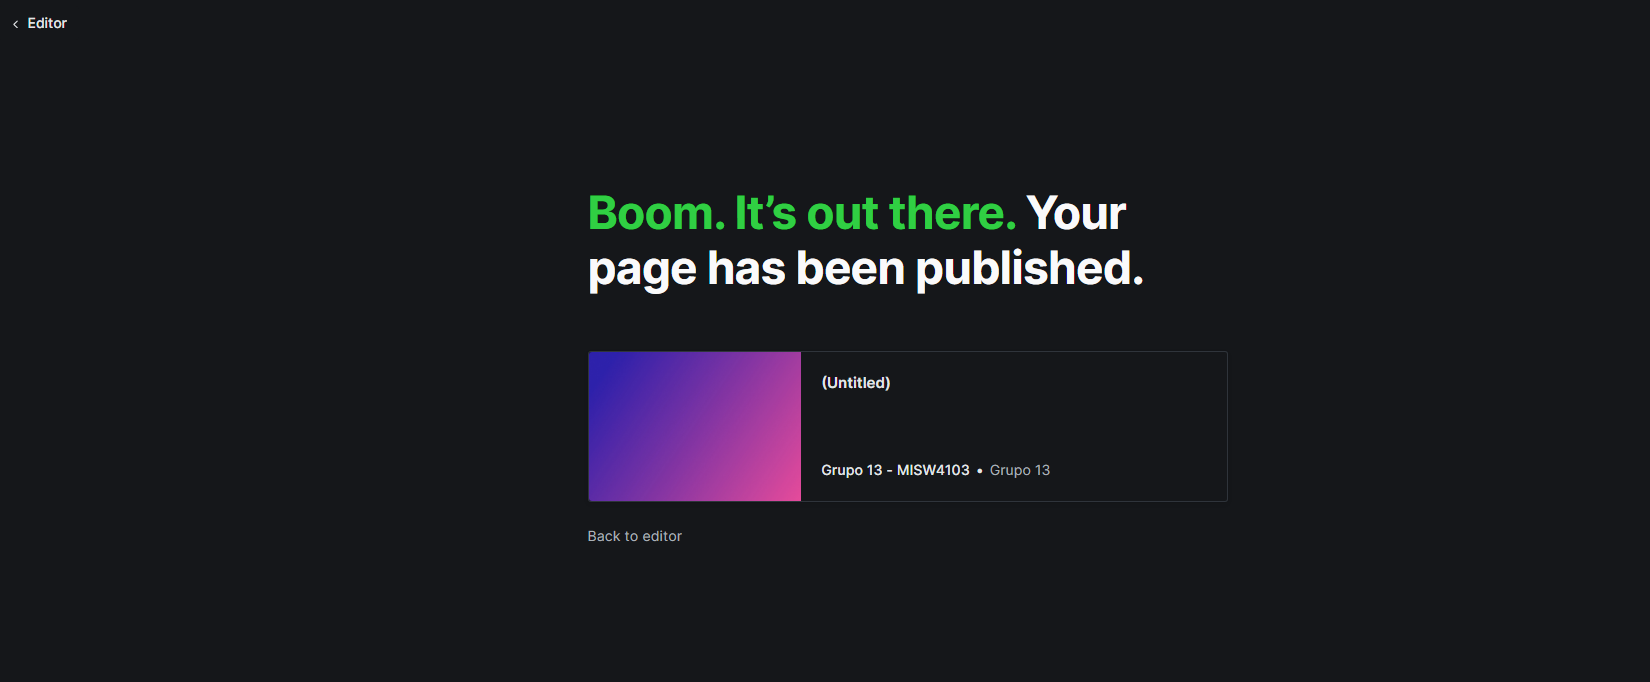 Editor
Boom. It’s out there. Your
page has been published.
(Untitled)
Grupo 13 - MISW4103 • Grupo 13
Back to editor